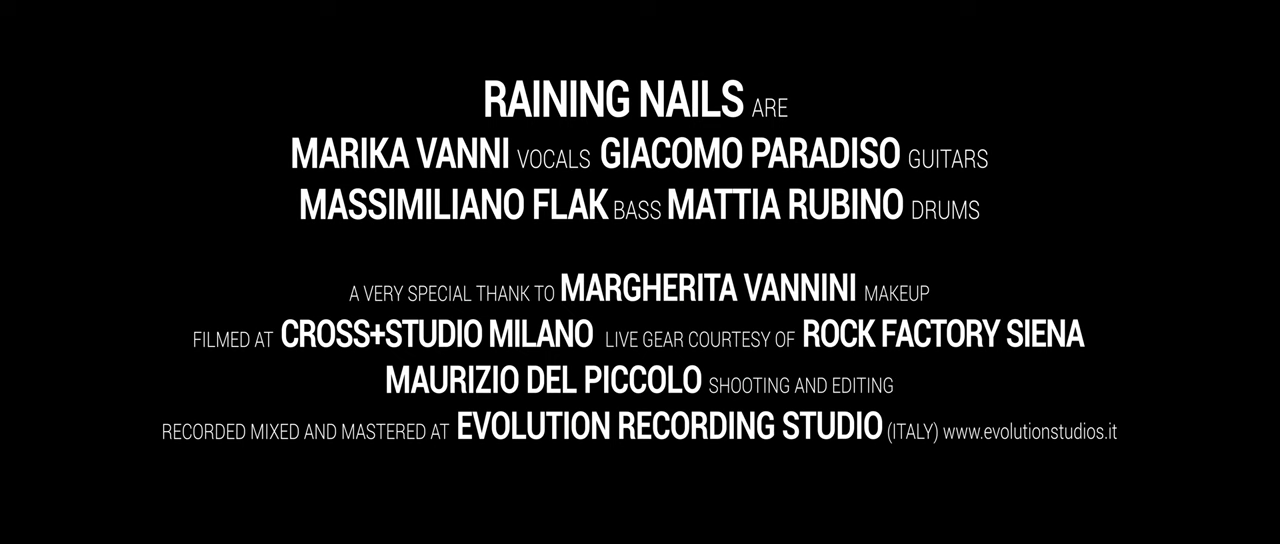 RAINING NAILS ARE
MARIKA VANNI VOCALS GIACOMO PARADISO GUITARS
MASSIMILIANO FLAK BASS MATTIA RUBINO DRUMS
A VERY SPECIAL THANK TO MARGHERITA VANNINI MAKEUP
FILMED AT CROSS+STUDIO MILANO LIVE GEAR COURTESY OF ROCK FACTORY SIENA
MAURIZIO DEL PICCOLO SHOOTING AND EDITING
RECORDED MIXED AND MASTERED AT EVOLUTION RECORDING STUDIO (ITALY) www.evolutionstudios.it